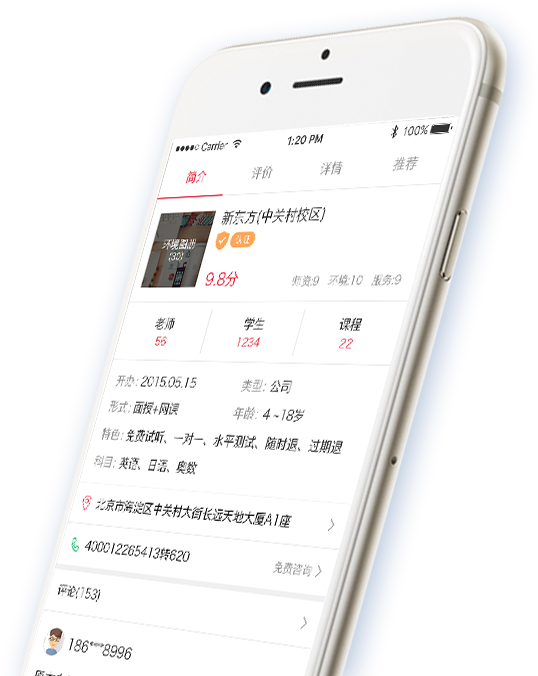 Carrier 1:20 PM 100%
简介 评价 详情 推荐
新东方(中关村校区)
认证
环境图册
(30)
9.8分 师资:9 环境:10 服务:9
老师 学生 课程
56 1234 22
开办: 2015.05.15 类型: 公司
形式: 面授+网课 年龄: 4 ~18岁
特色: 免费试听、一对一、水平测试、随时退、过期退
科目: 英语、日语、奥数
北京市海淀区中关村大街长远天地大厦A1座
400012265413转620 免费咨询
评论(153)
186****8996